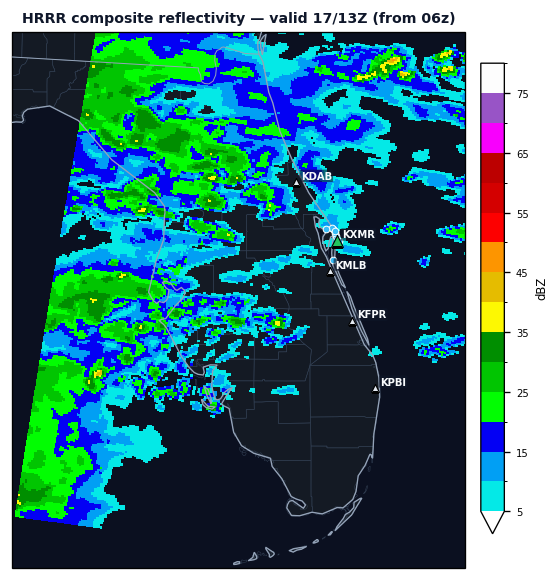 HRRR composite reflectivity — valid 17/13Z (from 06z)
KDAB
KXMR
KMLB
KFPR
KPBI
75
65
55
45
35
25
15
5
dBZ